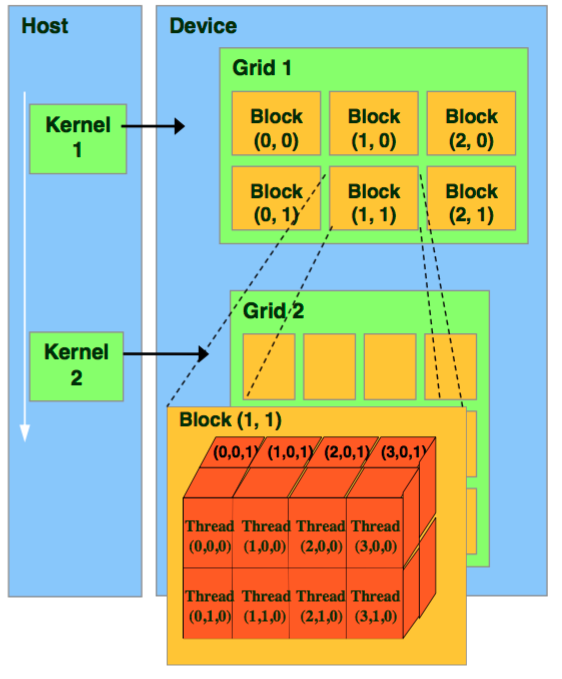 Host
Device
Grid 1
Kernel
1
Block
(0, 0)
Block
(1, 0)
Block
(2, 0)
Block
(0, 1)
Block
(1, 1)
Block
(2, 1)
Grid 2
Kernel
2
Block (1, 1)
(0,0,1) (1,0,1) (2,0,1) (3,0,1)
Thread Thread Thread Thread
(0,0,0) (1,0,0) (2,0,0) (3,0,0)
Thread Thread Thread Thread
(0,1,0) (1,1,0) (2,1,0) (3,1,0)